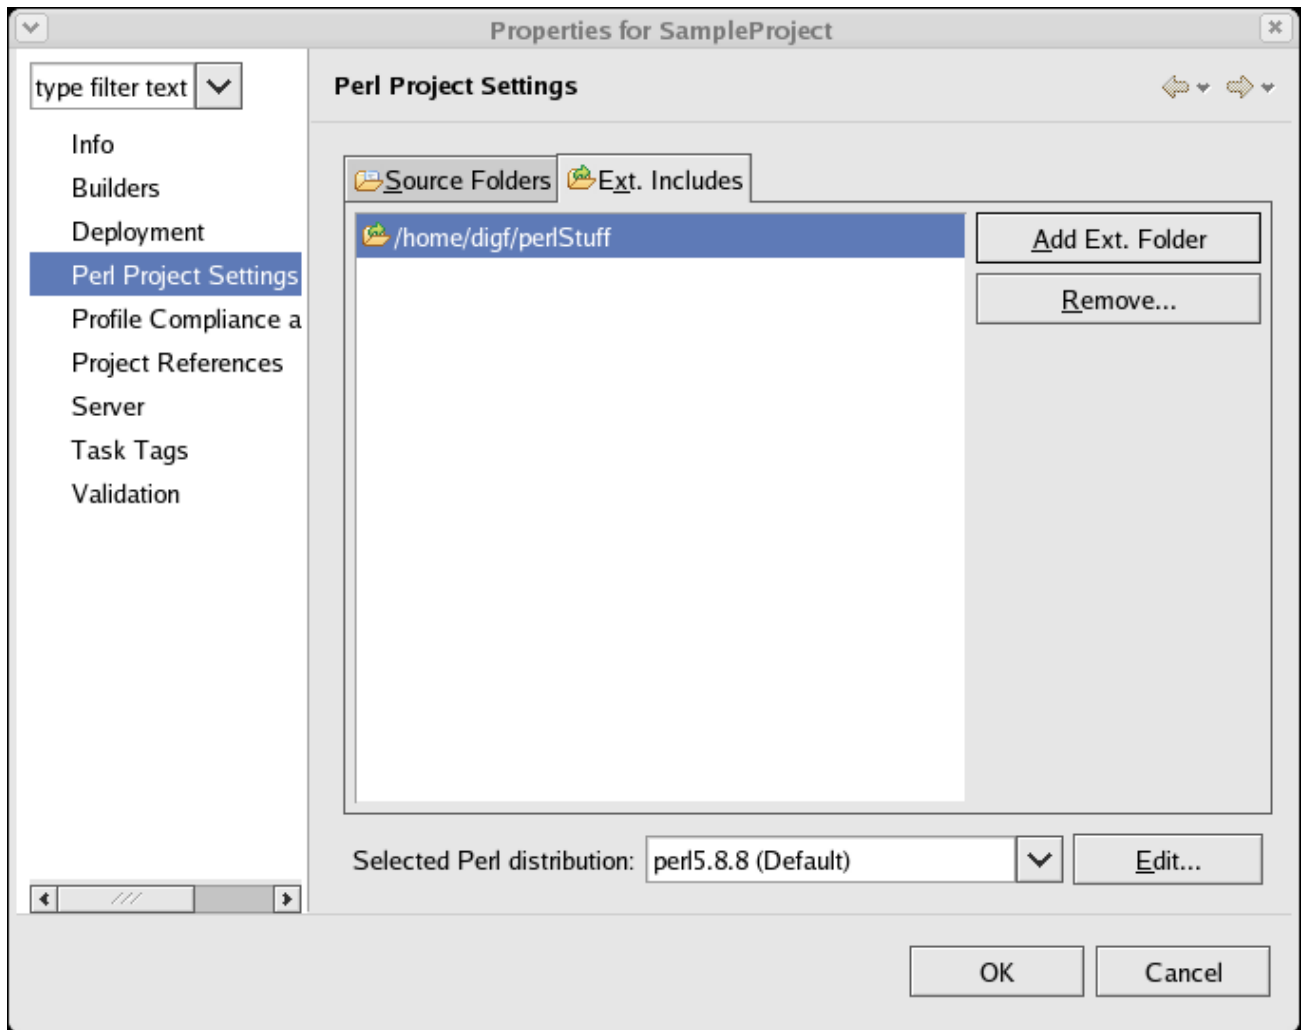 Properties for SampleProject
type filter text
Info
Builders
Deployment
Perl Project Settings
Profile Compliance a
Project References
Server
Task Tags
Validation
Perl Project Settings
Source Folders
Ext. Includes
/home/digf/perlStuff
Add Ext. Folder
Remove...
Selected Perl distribution:
perl5.8.8 (Default)
Edit...
OK
Cancel